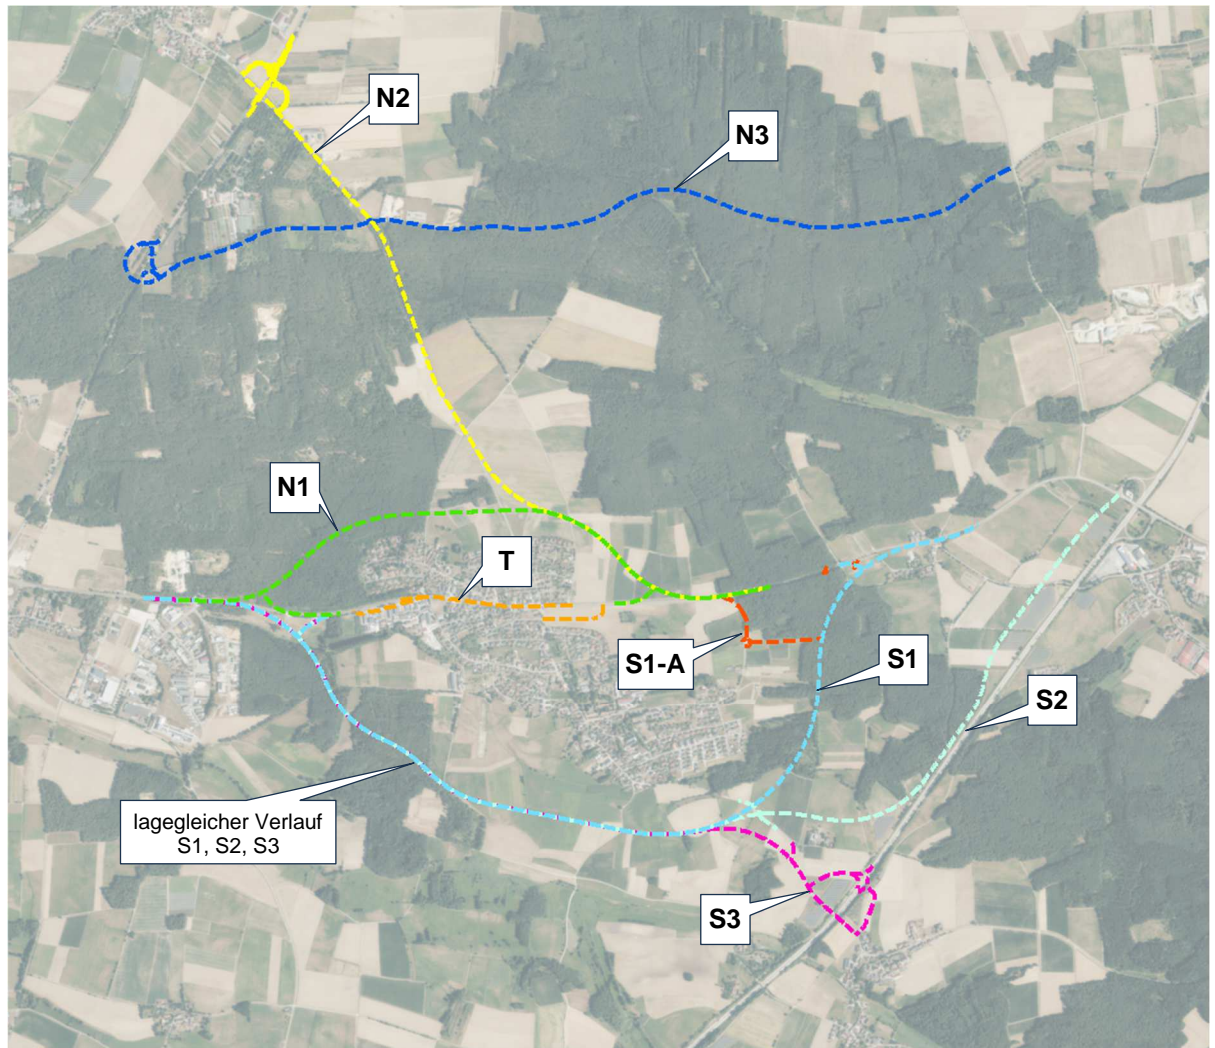 N2
N3
N1
T
S1-A
S1
S2
lagegleicher Verlauf
S1, S2, S3
S3